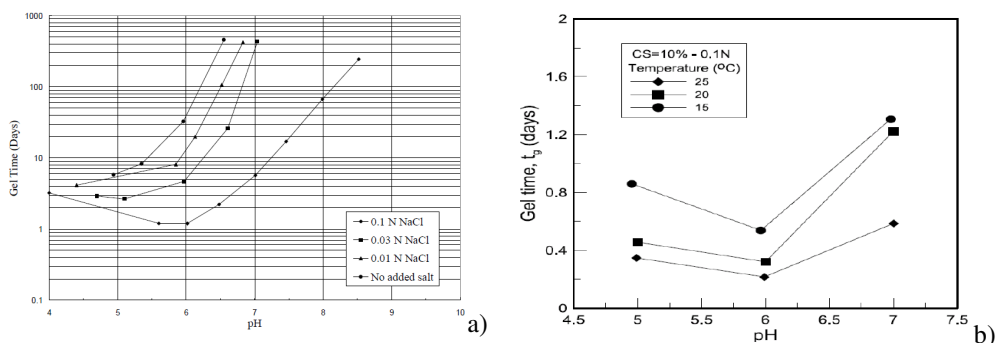 1000
100
10
1
0.1
Gel Time (Days)
4 5 6 7 8 9 10
pH
0.1 N NaCl
0.03 N NaCl
0.01 N NaCl
No added salt
a)
2
1.6
1.2
0.8
0.4
0
Gel time, tg (days)
CS=10% - 0.1N
Temperature (ºC)
25
20
15
4.5 5 5.5 6 6.5 7 7.5
pH
b)